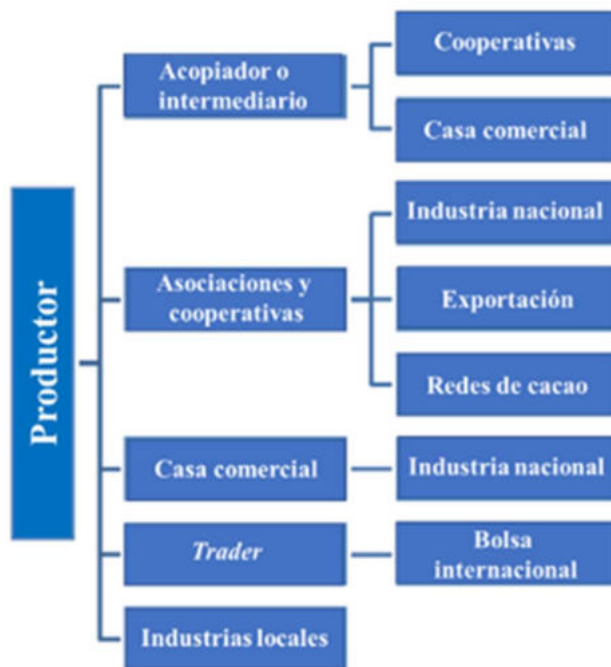 Productor
Acopiador o
intermediario
Cooperativas
Casa comercial
Asociaciones y
cooperativas
Industria nacional
Exportación
Redes de cacao
Casa comercial
Industria nacional
Trader
Bolsa
internacional
Industrias locales